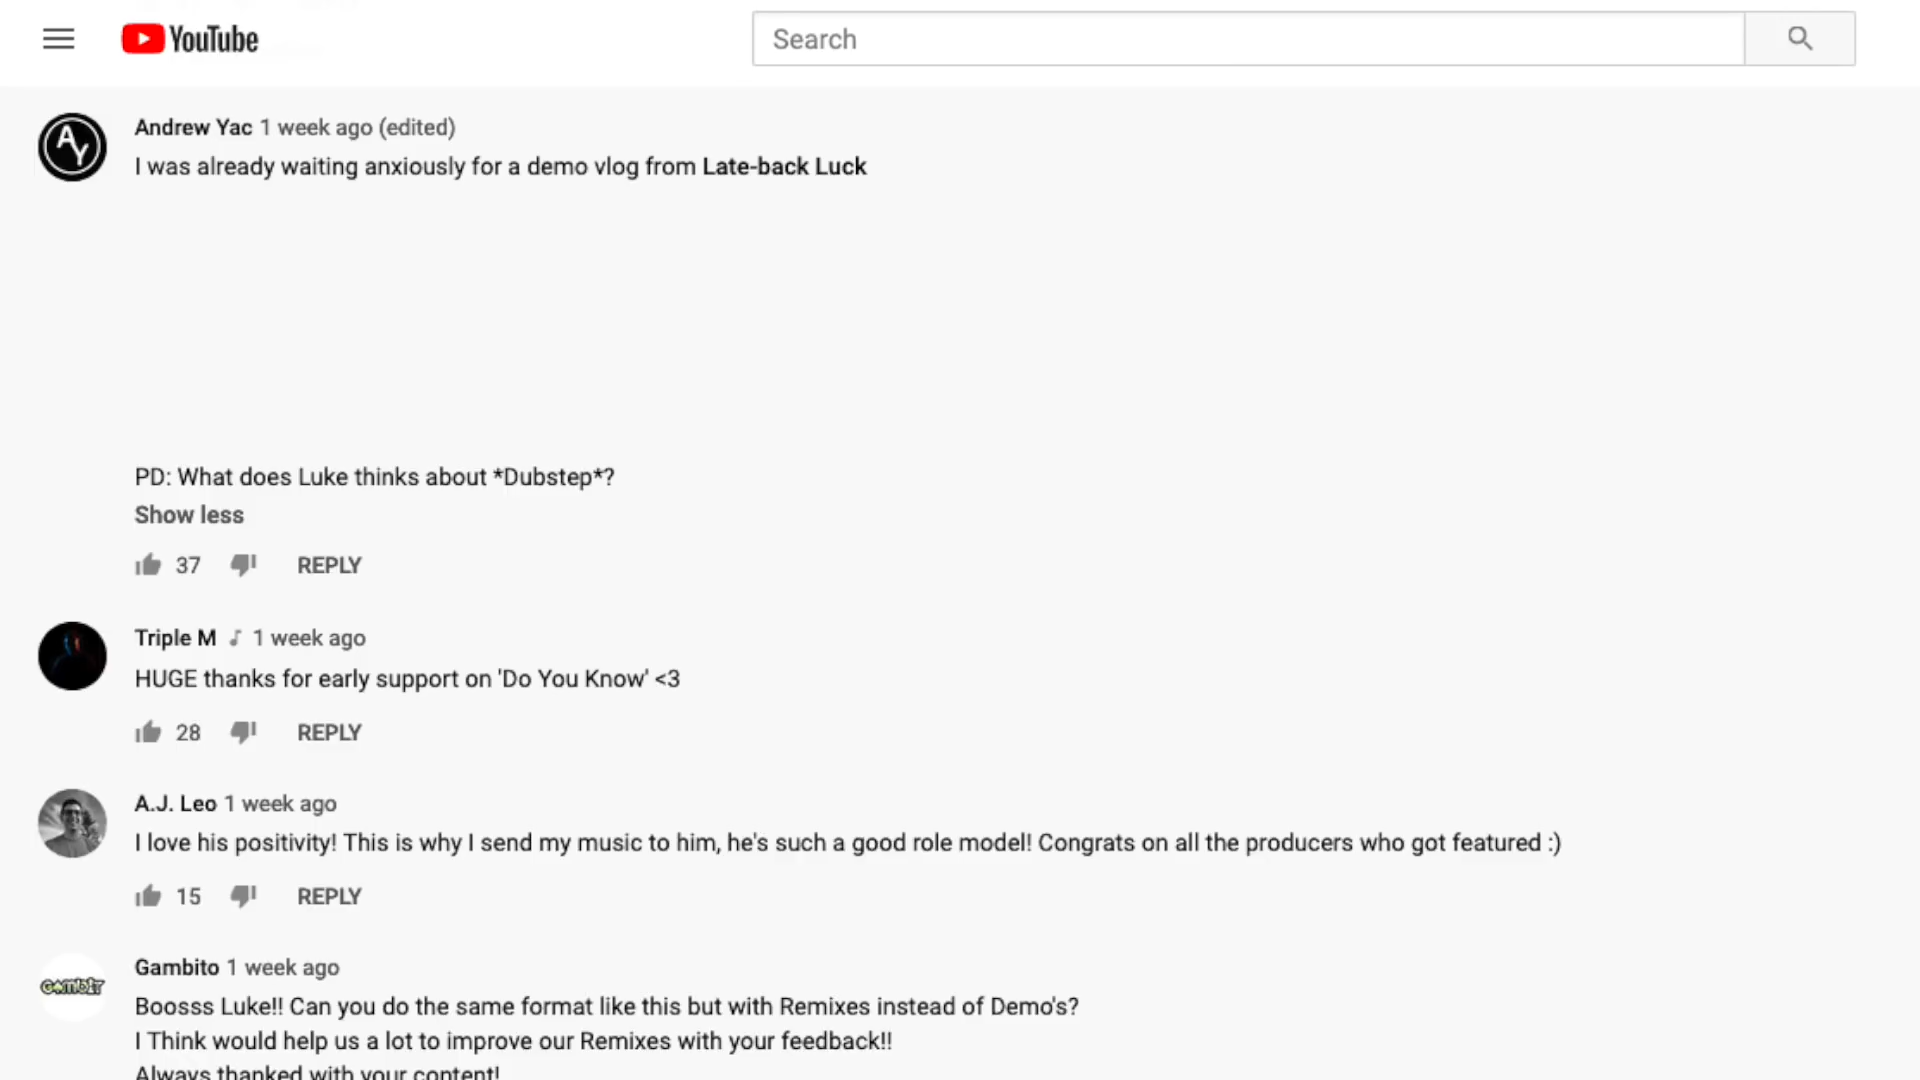 YouTube
Search
AY
Andrew Yac 1 week ago (edited)
I was already waiting anxiously for a demo vlog from Late-back Luck
PD: What does Luke thinks about *Dubstep*?
Show less
37 REPLY
Triple M 1 week ago
HUGE thanks for early support on 'Do You Know' <3
28 REPLY
A.J. Leo 1 week ago
I love his positivity! This is why I send my music to him, he's such a good role model! Congrats on all the producers who got featured :)
15 REPLY
Gambito 1 week ago
Boosss Luke!! Can you do the same format like this but with Remixes instead of Demo's?
I Think would help us a lot to improve our Remixes with your feedback!!
Always thanked with your content!